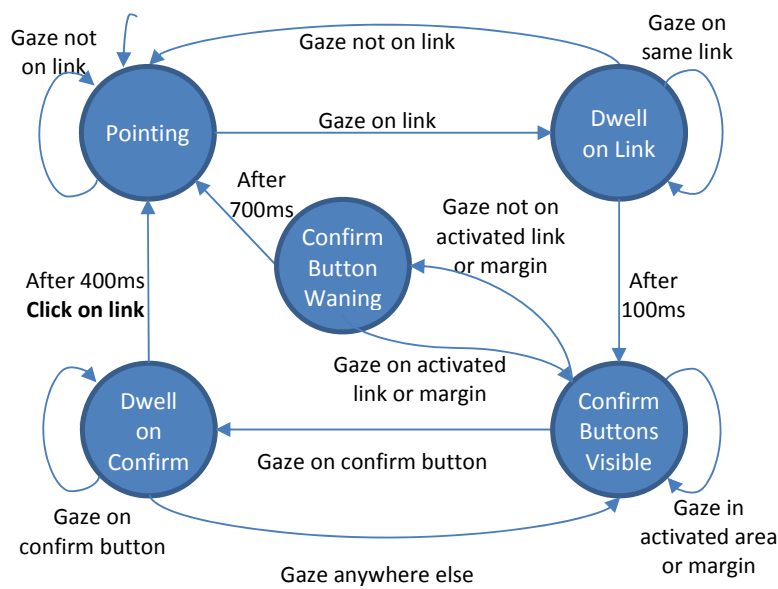 Gaze not
on link
Gaze not on link
Gaze on
same link
Pointing
Gaze on link
Dwell
on Link
After
700ms
Confirm
Button
Waning
Gaze not on
activated link
or margin
After 400ms
Click on link
After
100ms
Gaze on activated
link or margin
Dwell
on
Confirm
Confirm
Buttons
Visible
Gaze on confirm button
Gaze on
confirm button
Gaze in
activated area
or margin
Gaze anywhere else